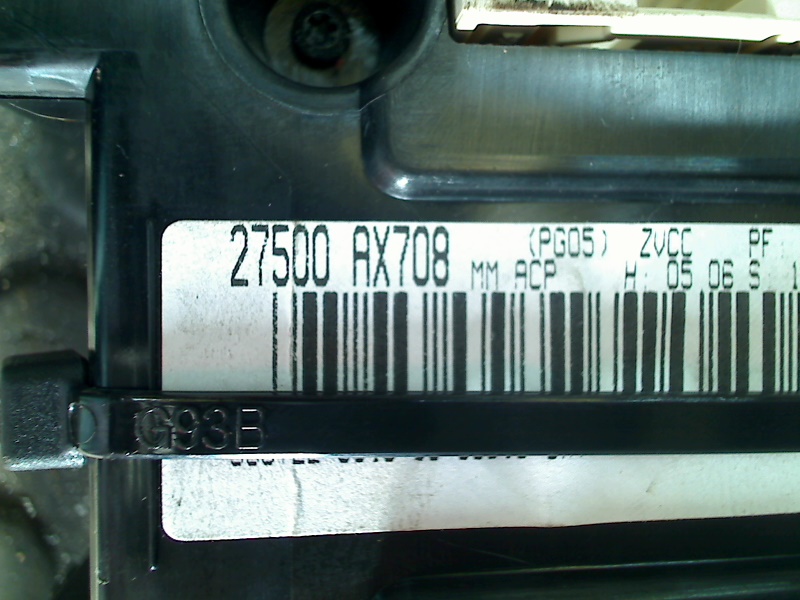 27500 AX708 (PG05) ZVCC PF
MM ACP H: 05 06 S 1
G93B